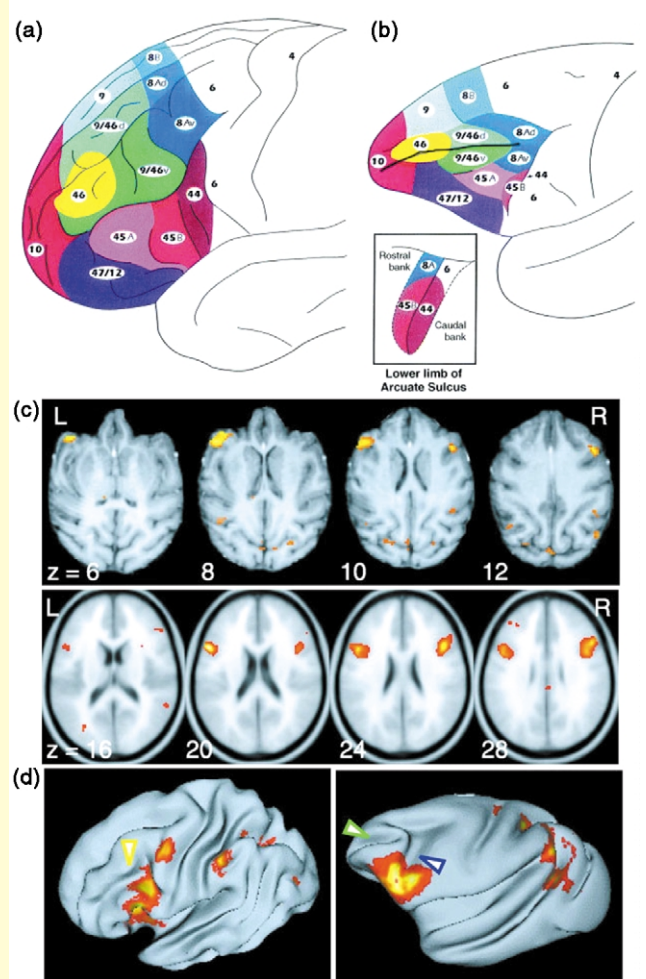 (a)
8B
8Ad
9
6
4
9/46d
8Av
9/46v
46
6
44
10
45A
45B
47/12
(b)
8B
6
4
9
9/46d
8Ad
46
10
9/46v
8Av
45A
44
45B
6
47/12
Rostral
bank
8A
6
45B
44
Caudal
bank
Lower limb of
Arcuate Sulcus
(c)
L
R
z = 6
8
10
12
L
R
z = 16
20
24
28
(d)